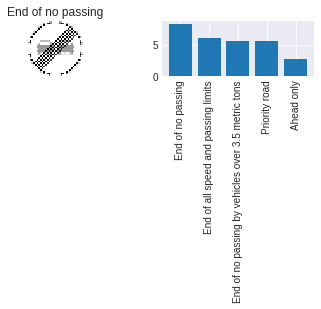 End of no passing
5
0
End of no passing
End of all speed and passing limits
End of no passing by vehicles over 3.5 metric tons
Priority road
Ahead only